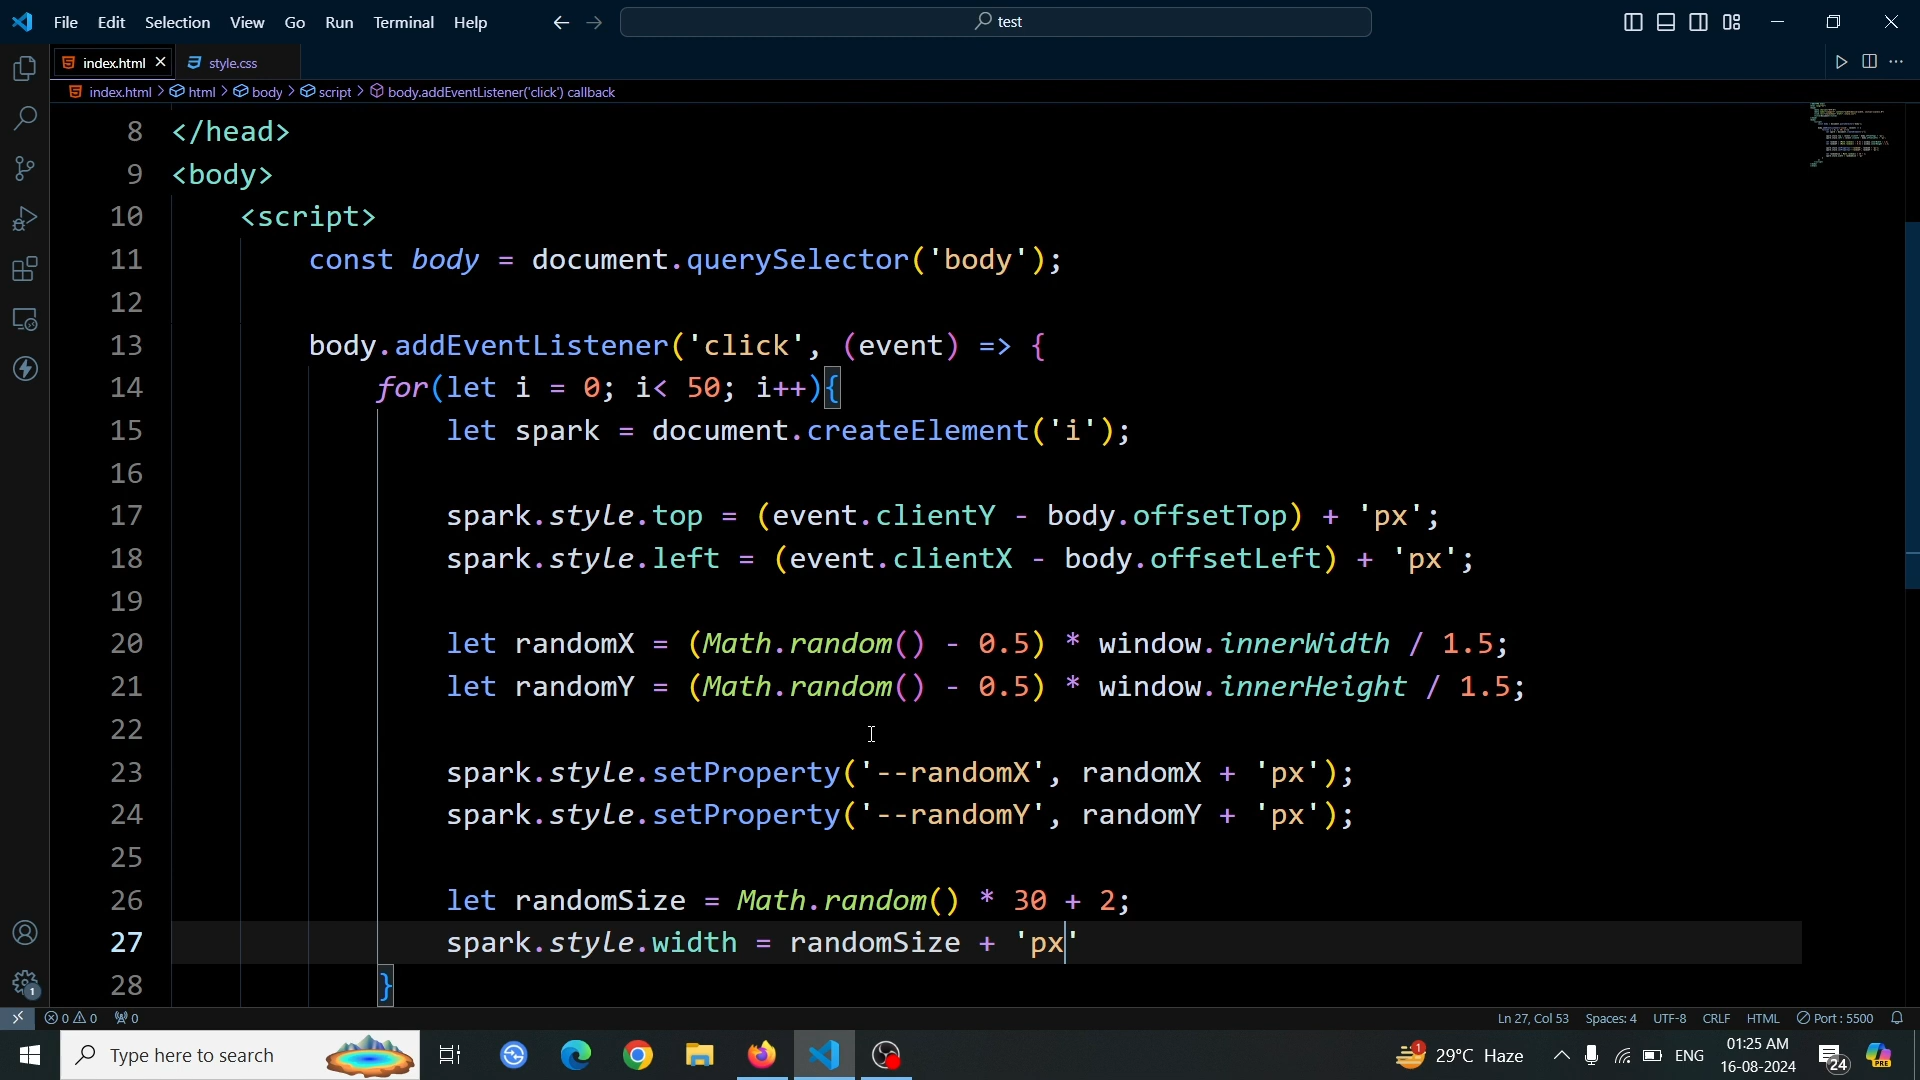 File Edit Selection View Go Run Terminal Help
test
index.html
style.css
index.html > html > body > script > body.addEventListener('click') callback
8 </head>
9 <body>
10 <script>
11 const body = document.querySelector('body');
12
13 body.addEventListener('click', (event) => {
14 for(let i = 0; i< 50; i++){
15 let spark = document.createElement('i');
16
17 spark.style.top = (event.clientY - body.offsetTop) + 'px';
18 spark.style.left = (event.clientX - body.offsetLeft) + 'px';
19
20 let randomX = (Math.random() - 0.5) * window.innerWidth / 1.5;
21 let randomY = (Math.random() - 0.5) * window.innerHeight / 1.5;
22
23 spark.style.setProperty('--randomX', randomX + 'px');
24 spark.style.setProperty('--randomY', randomY + 'px');
25
26 let randomSize = Math.random() * 30 + 2;
27 spark.style.width = randomSize + 'px'
28 }
1
0 0 0 Ln 27, Col 53 Spaces: 4 UTF-8 CRLF HTML Port : 5500
Type here to search
1 29°C Haze ENG
01:25 AM
16-08-2024
24
PRE